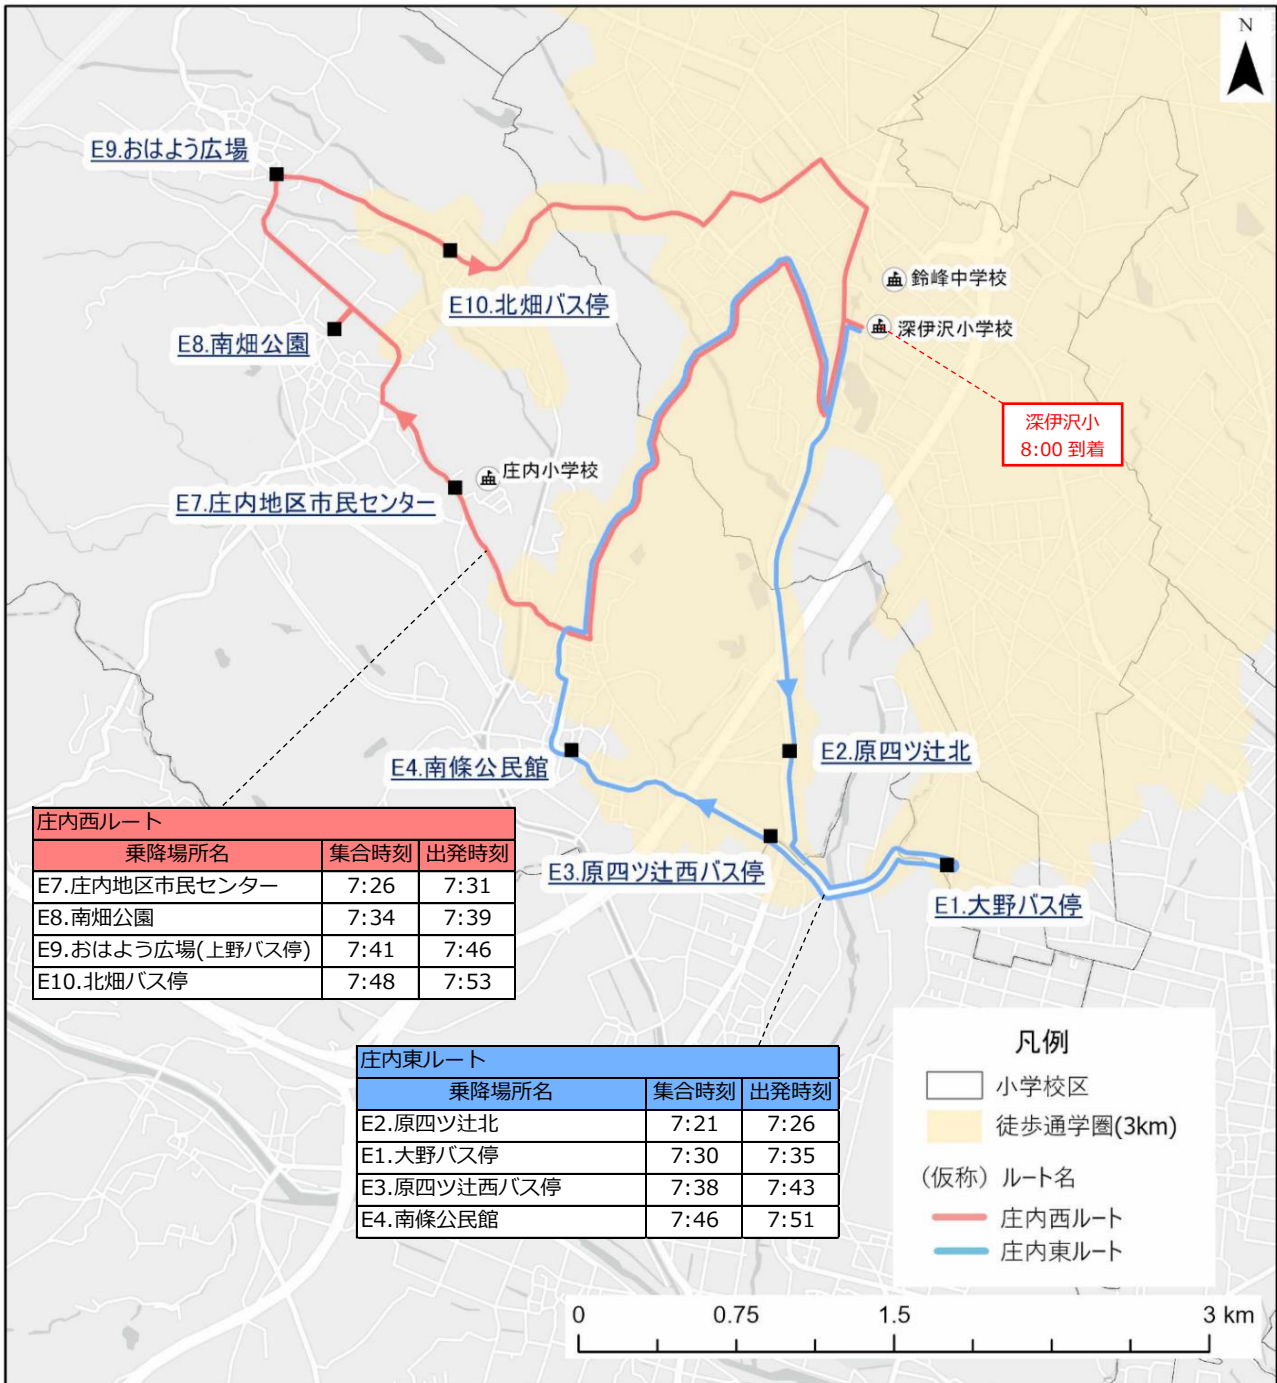 N
E9.おはよう広場
E10.北畑バス停
鈴峰中学校
深伊沢小学校
E8.南畑公園
深伊沢小
8:00 到着
庄内小学校
E7.庄内地区市民センター
E2.原四ツ辻北
E4.南條公民館
E3.原四ツ辻西バス停
E1.大野バス停
庄内西ルート
乗降場所名 集合時刻 出発時刻
E7.庄内地区市民センター 7:26 7:31
E8.南畑公園 7:34 7:39
E9.おはよう広場(上野バス停) 7:41 7:46
E10.北畑バス停 7:48 7:53
庄内東ルート
乗降場所名 集合時刻 出発時刻
E2.原四ツ辻北 7:21 7:26
E1.大野バス停 7:30 7:35
E3.原四ツ辻西バス停 7:38 7:43
E4.南條公民館 7:46 7:51
凡例
小学校区
徒歩通学圏(3km)
(仮称) ルート名
庄内西ルート
庄内東ルート
0 0.75 1.5 3 km